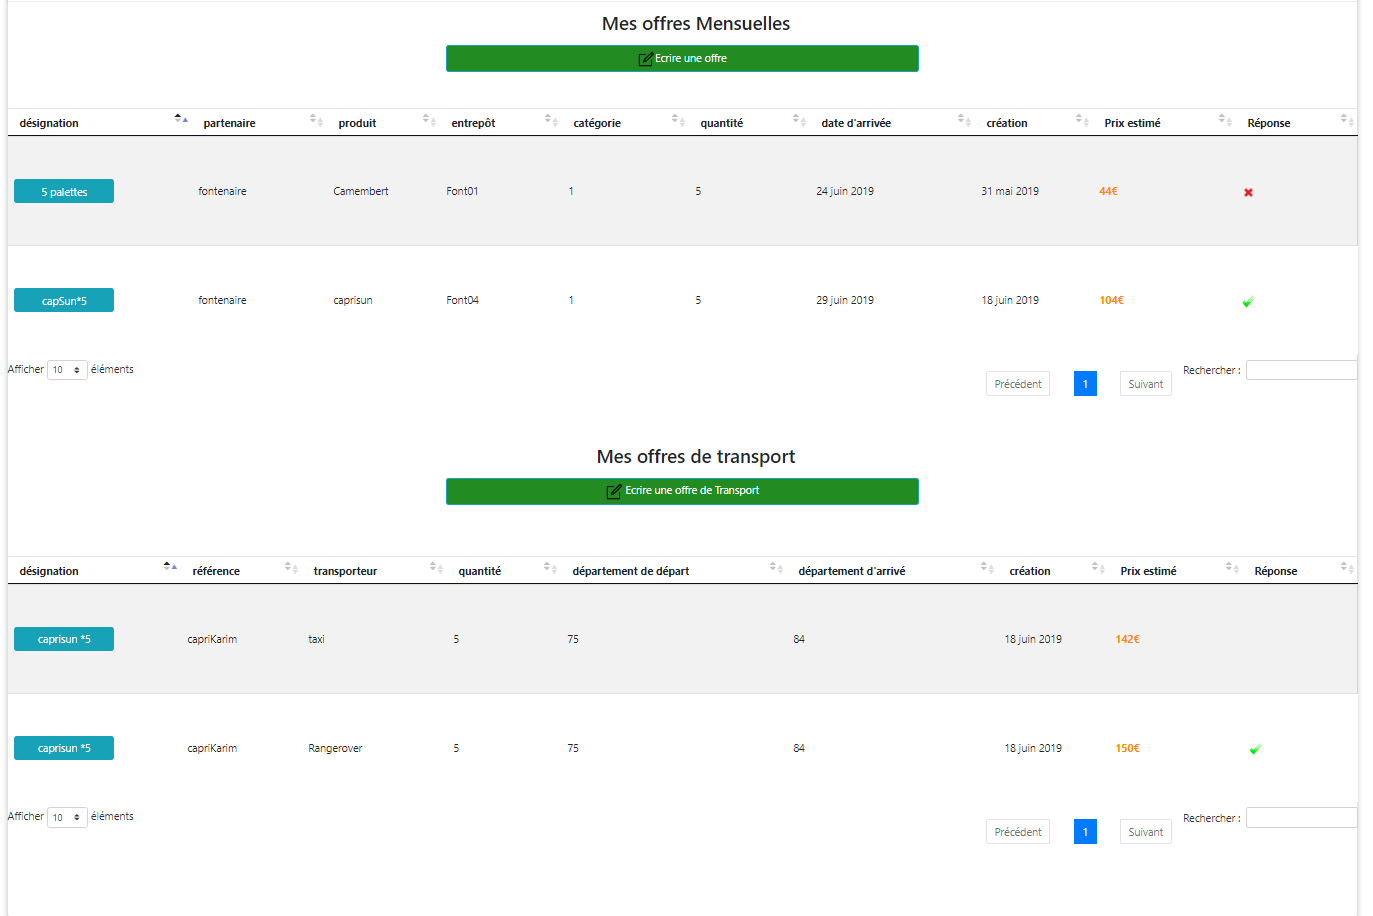 Mes offres Mensuelles
Ecrire une offre
désignation partenaire produit entrepôt catégorie quantité date d'arrivée création Prix estimé Réponse
5 palettes fontenaire Camembert Font01 1 5 24 juin 2019 31 mai 2019 44€
capSun*5 fontenaire caprisun Font04 1 5 29 juin 2019 18 juin 2019 104€
Afficher 10 éléments
Précédent 1 Suivant
Rechercher :
Mes offres de transport
Ecrire une offre de Transport
désignation référence transporteur quantité département de départ département d'arrivé création Prix estimé Réponse
caprisun *5 capriKarim taxi 5 75 84 18 juin 2019 142€
caprisun *5 capriKarim Rangerover 5 75 84 18 juin 2019 150€
Afficher 10 éléments
Précédent 1 Suivant
Rechercher :